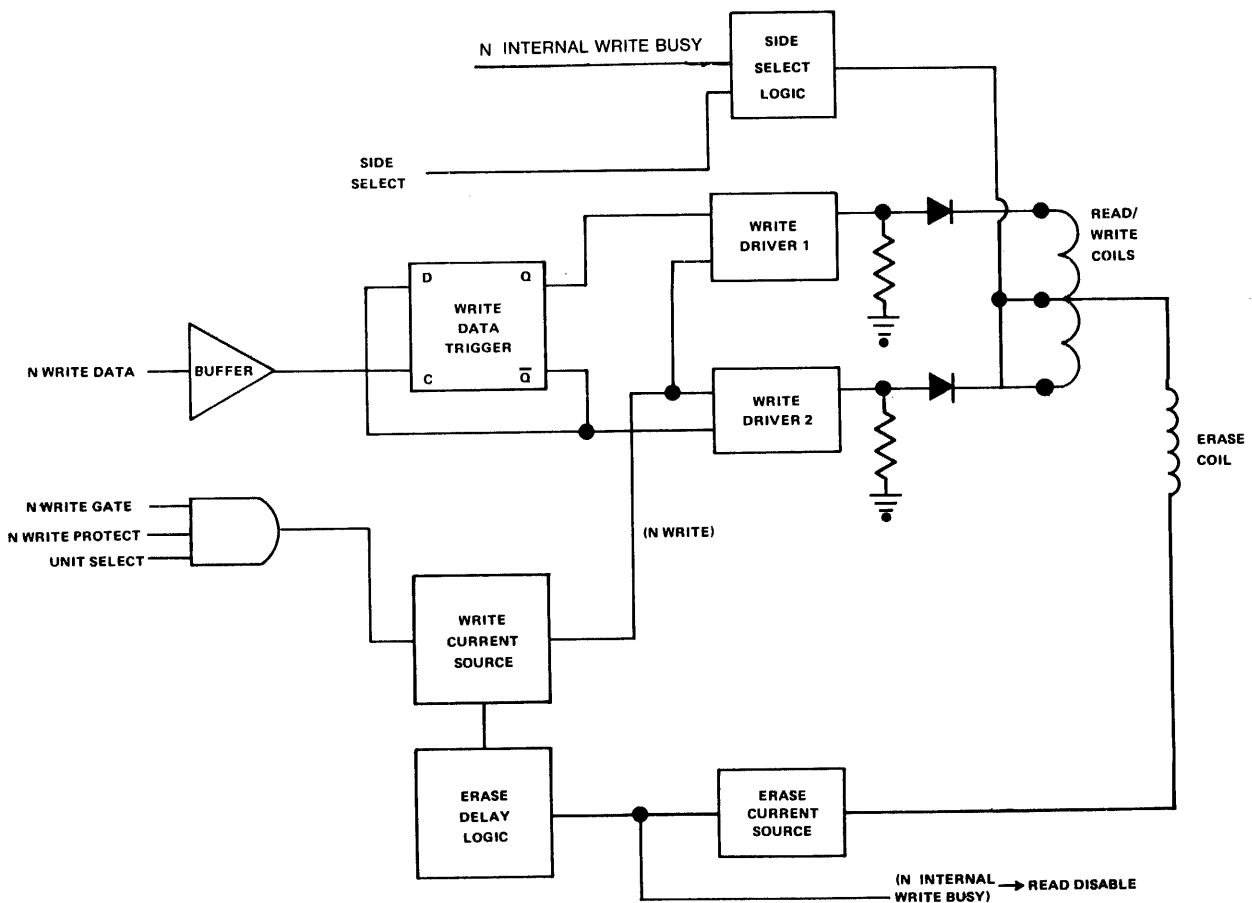 N INTERNAL WRITE BUSY
SIDE
SELECT
LOGIC
SIDE
SELECT
WRITE
DRIVER 1
READ/
WRITE
COILS
D
Q
WRITE
DATA
TRIGGER
C
Q̅
N WRITE DATA
BUFFER
WRITE
DRIVER 2
ERASE
COIL
N WRITE GATE
N WRITE PROTECT
UNIT SELECT
(N WRITE)
WRITE
CURRENT
SOURCE
ERASE
DELAY
LOGIC
ERASE
CURRENT
SOURCE
(N INTERNAL
WRITE BUSY)
READ DISABLE